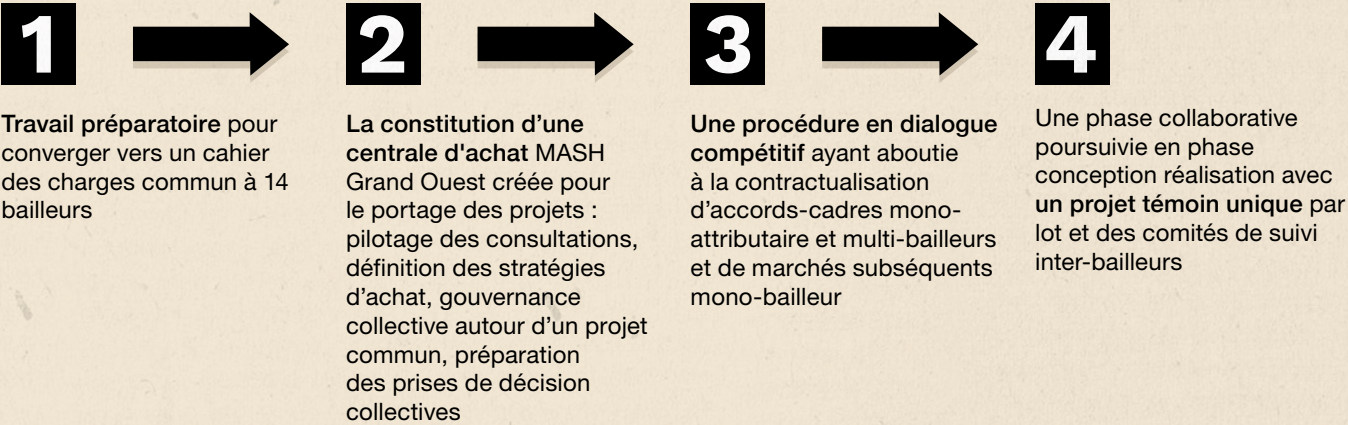 1
Travail préparatoire pour
converger vers un cahier
des charges commun à 14
bailleurs
2
La constitution d’une
centrale d'achat MASH
Grand Ouest créée pour
le portage des projets :
pilotage des consultations,
définition des stratégies
d’achat, gouvernance
collective autour d’un projet
commun, préparation
des prises de décision
collectives
3
Une procédure en dialogue
compétitif ayant aboutie
à la contractualisation
d’accords-cadres mono-
attributaire et multi-bailleurs
et de marchés subséquents
mono-bailleur
4
Une phase collaborative
poursuivie en phase
conception réalisation avec
un projet témoin unique par
lot et des comités de suivi
inter-bailleurs